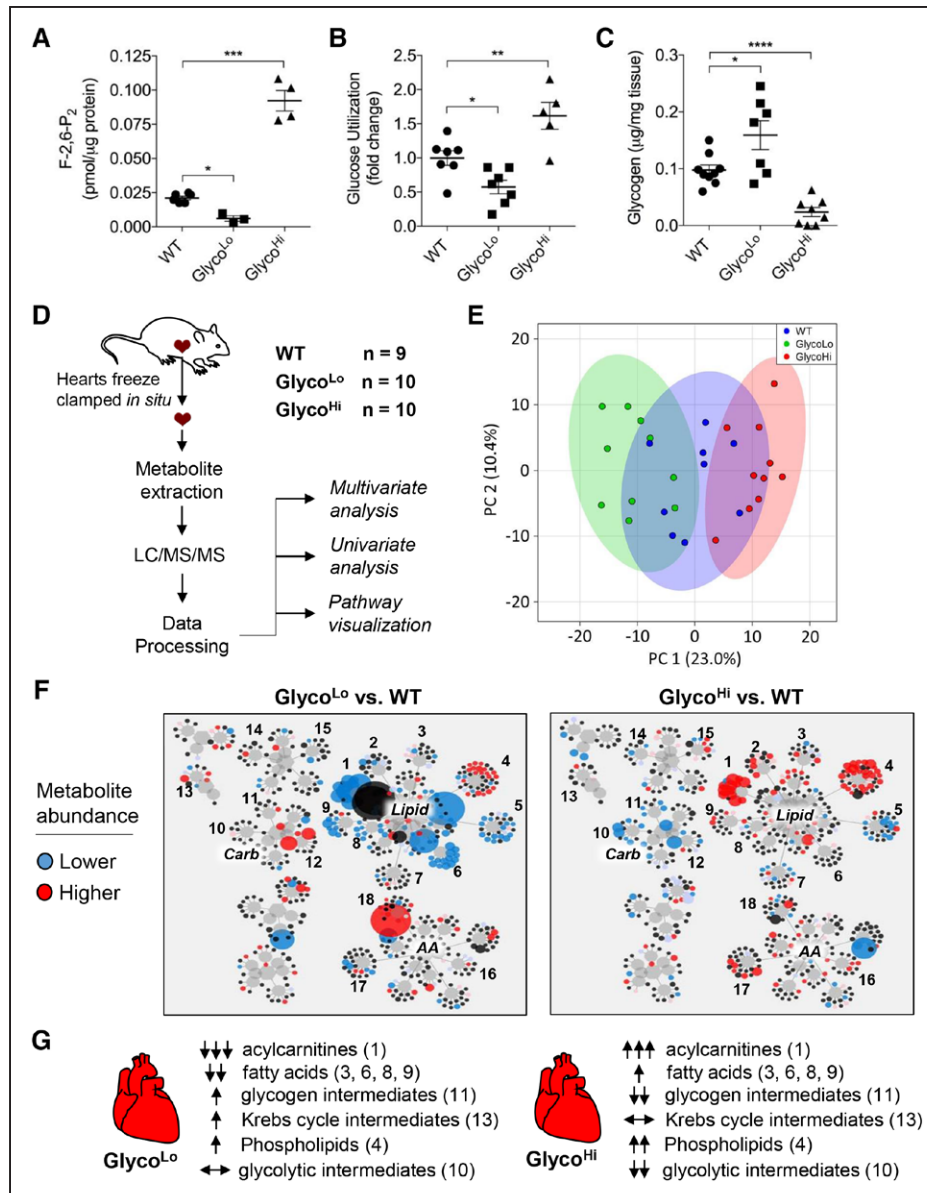 A
F-2,6-P2
(pmol/µg protein)
0.125
0.100
0.075
0.050
0.025
0.000
***
*
WT
GlycoLo
GlycoHi
B
Glucose Utilization
(fold change)
2.5
2.0
1.5
1.0
0.5
0.0
**
*
WT
GlycoLo
GlycoHi
C
Glycogen (µg/mg tissue)
0.3
0.2
0.1
0.0
****
*
WT
GlycoLo
GlycoHi
D
Hearts freeze
clamped in situ
Metabolite
extraction
LC/MS/MS
Data
Processing
WT n = 9
GlycoLo n = 10
GlycoHi n = 10
Multivariate
analysis
Univariate
analysis
Pathway
visualization
E
PC 2 (10.4%)
20
10
0
-10
-20
WT
GlycoLo
GlycoHi
-20 -10 0 10 20
PC 1 (23.0%)
F
Metabolite
abundance
Lower
Higher
GlycoLo vs. WT
14 15 2 3
1 4
13
11 9 Lipid 5
10
Carb 12 8 6
7
18
AA
17 16
GlycoHi vs. WT
14 15 2 3
1 4
13
11 9 Lipid 5
10
Carb 12 8 6
7
18
AA
17 16
G
GlycoLo
↓↓↓ acylcarnitines (1)
↓↓ fatty acids (3, 6, 8, 9)
↑ glycogen intermediates (11)
↑ Krebs cycle intermediates (13)
↑ Phospholipids (4)
↔ glycolytic intermediates (10)
GlycoHi
↑↑↑ acylcarnitines (1)
↑ fatty acids (3, 6, 8, 9)
↓↓ glycogen intermediates (11)
↔ Krebs cycle intermediates (13)
↑↑ Phospholipids (4)
↓↓ glycolytic intermediates (10)